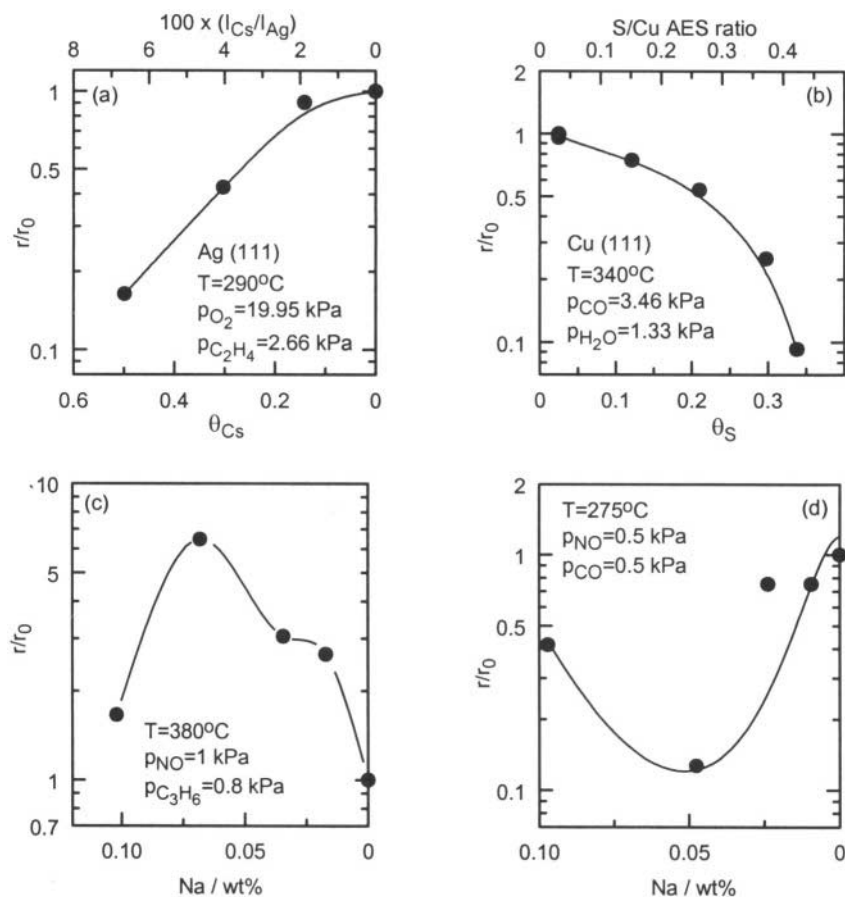 100 x (I_Cs/I_Ag)
8 6 4 2 0
(a)
1
0.5
0.1
r/r₀
Ag (111)
T=290ºC
p_O₂=19.95 kPa
p_C₂H₄=2.66 kPa
0.6 0.4 0.2 0
θ_Cs
S/Cu AES ratio
0 0.1 0.2 0.3 0.4
(b)
2
1
0.5
0.1
r/r₀
Cu (111)
T=340ºC
p_CO=3.46 kPa
p_H₂O=1.33 kPa
0 0.1 0.2 0.3
θ_S
(c)
10
5
1
0.7
r/r₀
T=380ºC
p_NO=1 kPa
p_C₃H₆=0.8 kPa
0.10 0.05 0
Na / wt%
(d)
2
1
0.5
0.1
r/r₀
T=275ºC
p_NO=0.5 kPa
p_CO=0.5 kPa
0.10 0.05 0
Na / wt%